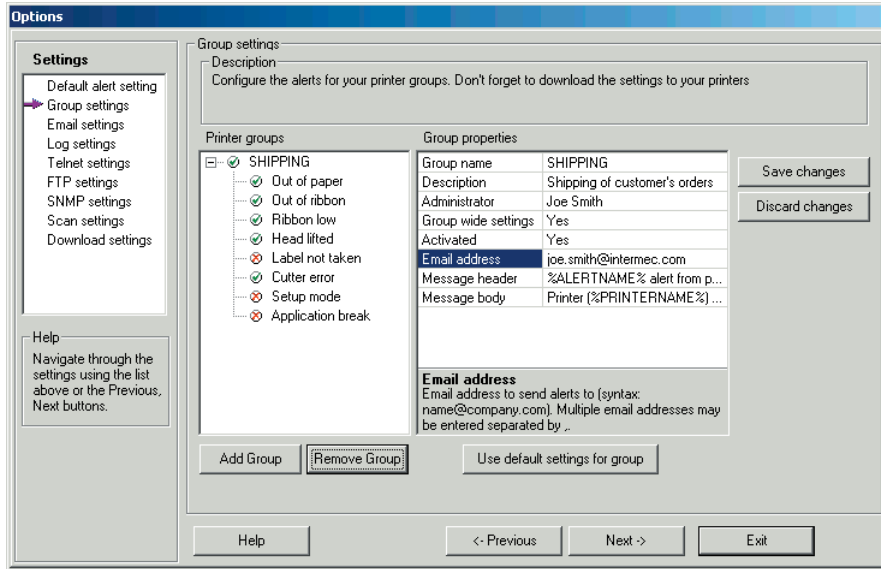 Options
Settings
Default alert setting
Group settings
Email settings
Log settings
Telnet settings
FTP settings
SNMP settings
Scan settings
Download settings
Help
Navigate through the
settings using the list
above or the Previous,
Next buttons.
Group settings
Description
Configure the alerts for your printer groups. Don't forget to download the settings to your printers
Printer groups
SHIPPING
Out of paper
Out of ribbon
Ribbon low
Head lifted
Label not taken
Cutter error
Setup mode
Application break
Group properties
Group name SHIPPING
Description Shipping of customer's orders
Administrator Joe Smith
Group wide settings Yes
Activated Yes
Email address joe.smith@intermec.com
Message header %ALERTNAME% alert from p...
Message body Printer (%PRINTERNAME%) ...
Email address
Email address to send alerts to (syntax:
name@company.com). Multiple email addresses may
be entered separated by ,.
Save changes
Discard changes
Add Group
Remove Group
Use default settings for group
Help
<- Previous
Next ->
Exit